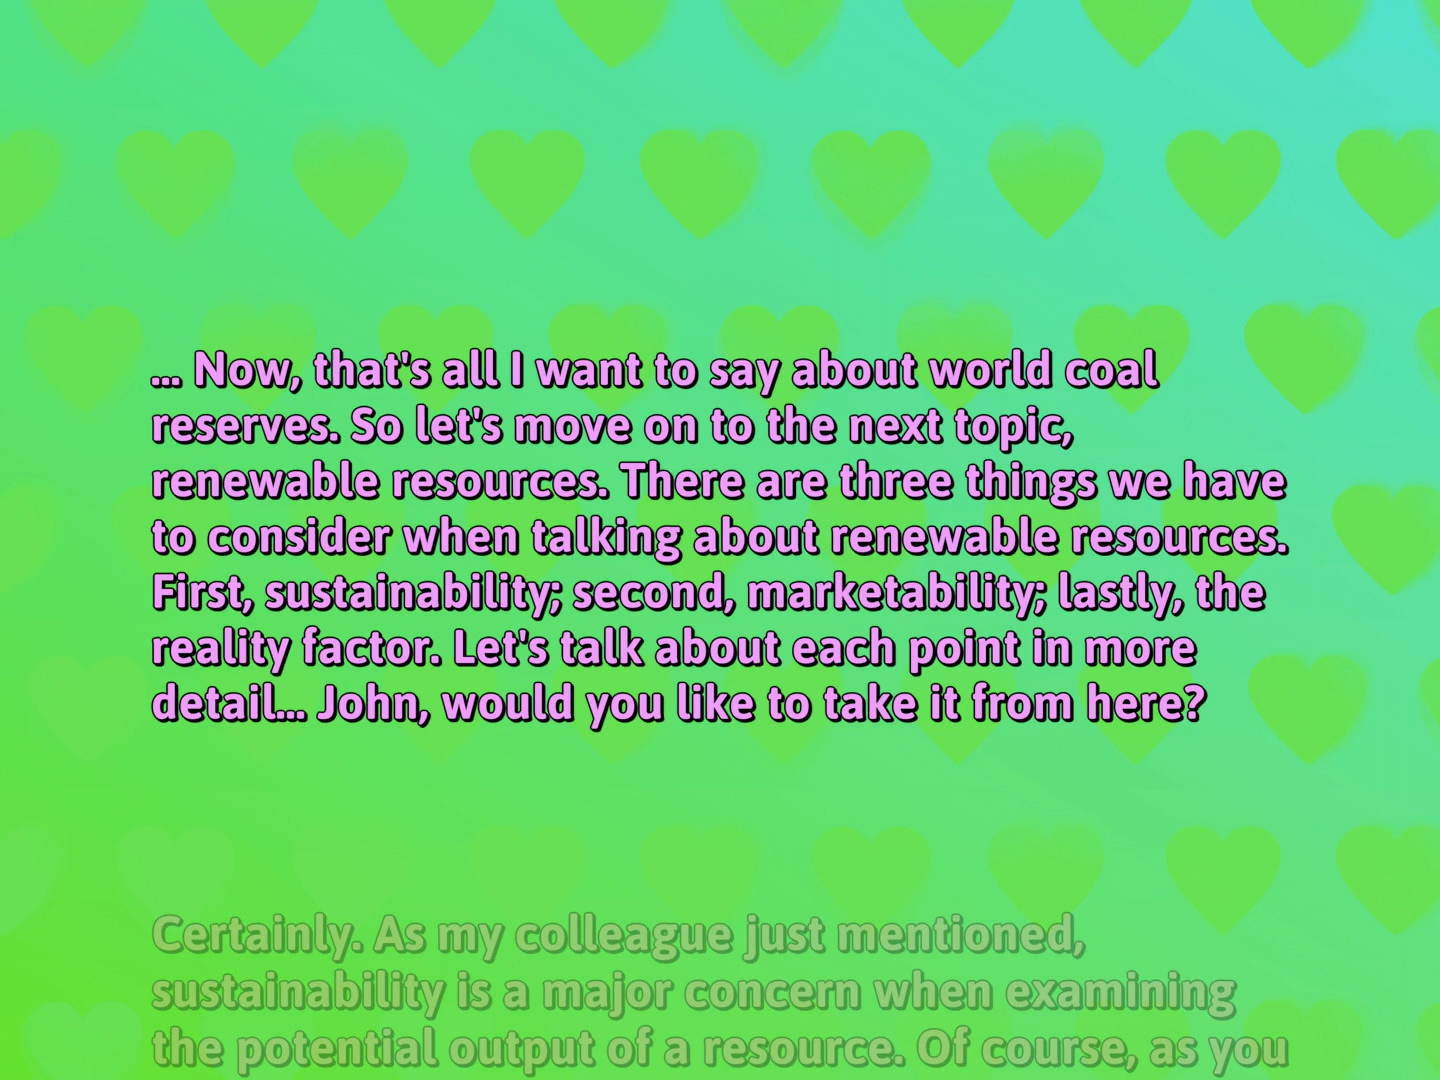 ... Now, that's all I want to say about world coal
reserves. So let's move on to the next topic,
renewable resources. There are three things we have
to consider when talking about renewable resources.
First, sustainability; second, marketability; lastly, the
reality factor. Let's talk about each point in more
detail... John, would you like to take it from here?
Certainly. As my colleague just mentioned,
sustainability is a major concern when examining
the potential output of a resource. Of course, as you